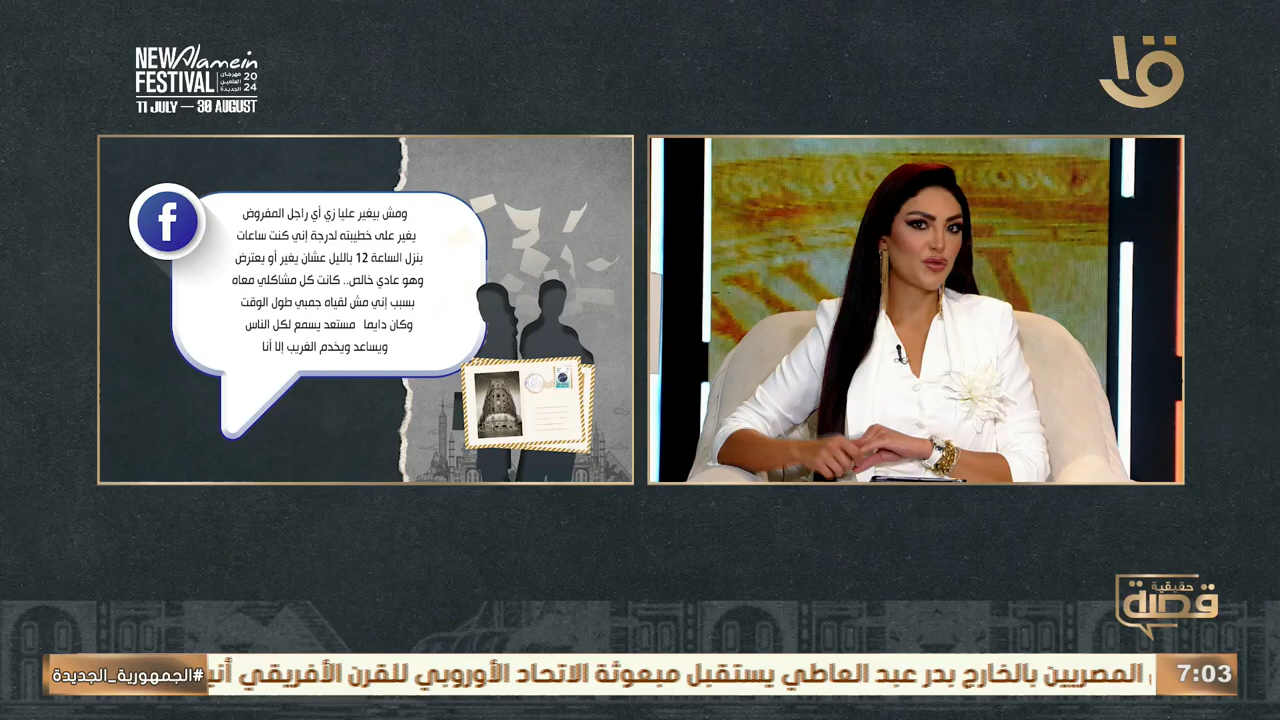 NEW Alamein
FESTIVAL
مهرجان
العلمين
الجديدة
20
24
11 JULY — 30 AUGUST
f
ومش بيغير عليا زي أي راجل المفروض
يغير على خطيبته لدرجة إني كنت ساعات
بنزل الساعة 12 بالليل عشان يغير أو يعترض
وهو عادي خالص.. كانت كل مشاكلي معاه
بسبب إني مش لقياه جمبي طول الوقت
وكان دايما مستعد يسمع لكل الناس
ويساعد ويخدم الغريب إلا أنا
قصة
حقيقية
المصريين بالخارج بدر عبد العاطي يستقبل مبعوثة الاتحاد الأوروبي للقرن الأفريقي أني
#الجمهورية_الجديدة
7:03